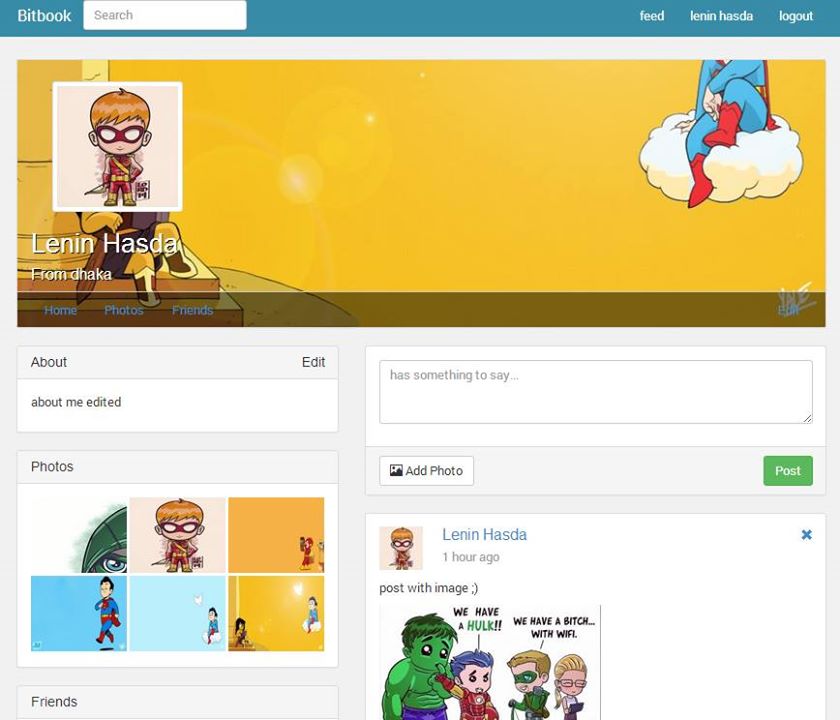 Bitbook
Search
feed
lenin hasda
logout
Lenin Hasda
From dhaka
Home
Photos
Friends
Edit
About
Edit
about me edited
Photos
Friends
has something to say...
Add Photo
Post
Lenin Hasda
1 hour ago
post with image ;)
WE HAVE
A HULK!!
WE HAVE A BITCH...
WITH WIFI.